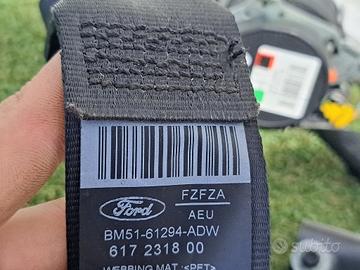 Ford
FZFZA
AEU
BM51-61294-ADW
617 2318 00
WEBBING MAT.:>PET<
subito